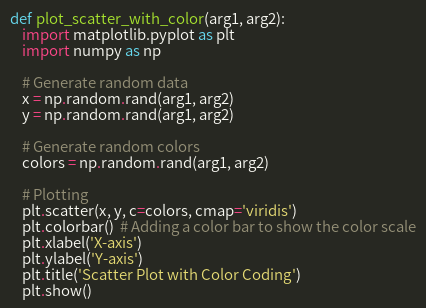 def plot_scatter_with_color(arg1, arg2):
    import matplotlib.pyplot as plt
    import numpy as np

    # Generate random data
    x = np.random.rand(arg1, arg2)
    y = np.random.rand(arg1, arg2)

    # Generate random colors
    colors = np.random.rand(arg1, arg2)

    # Plotting
    plt.scatter(x, y, c=colors, cmap='viridis')
    plt.colorbar()  # Adding a color bar to show the color scale
    plt.xlabel('X-axis')
    plt.ylabel('Y-axis')
    plt.title('Scatter Plot with Color Coding')
    plt.show()